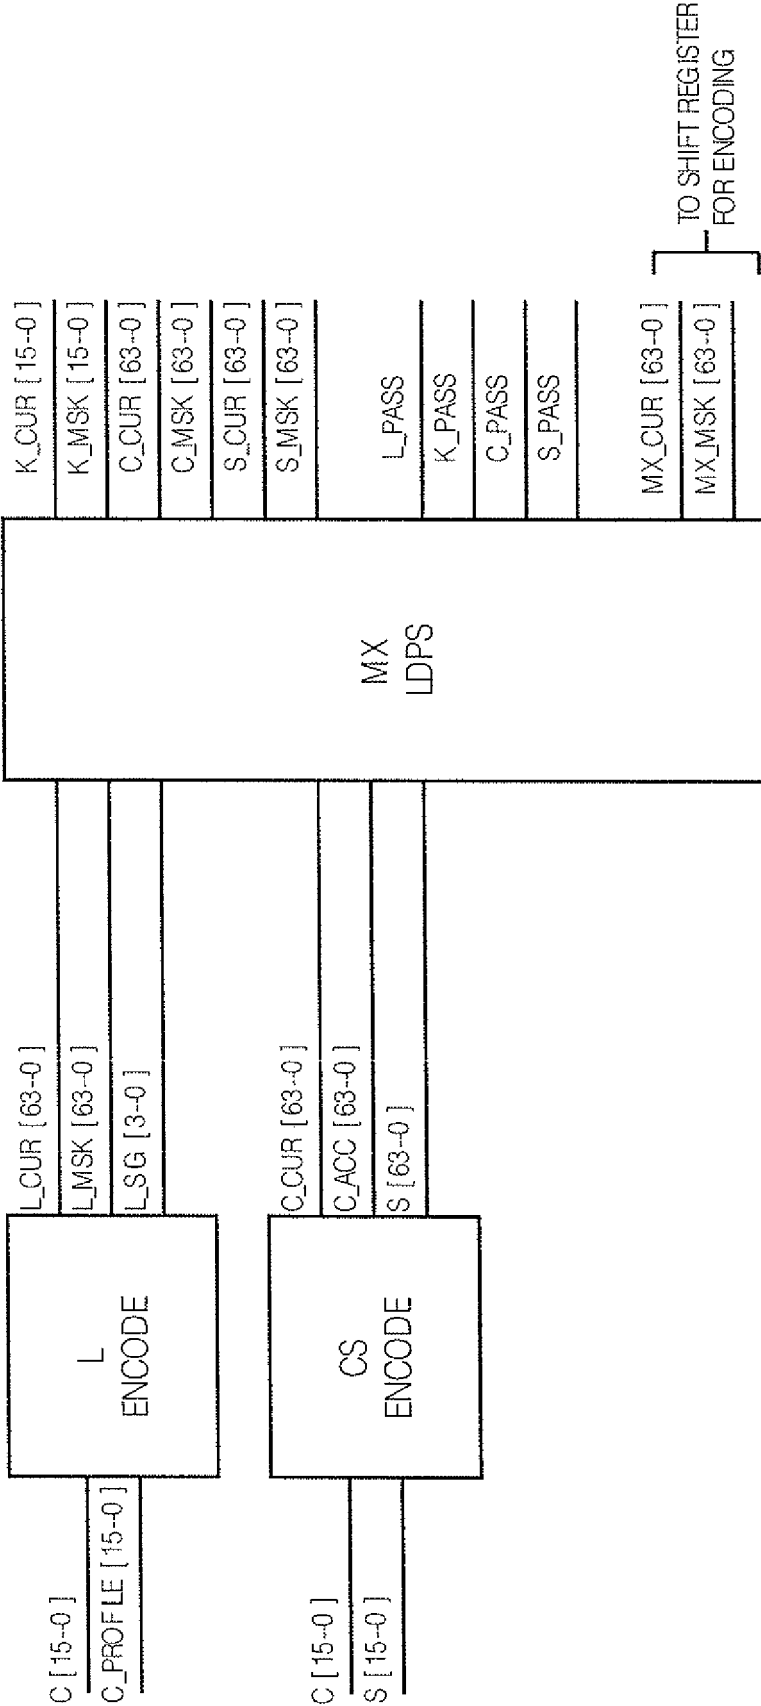 C [15--0]
C_PROFLE [15--0]
C [15--0]
S [15--0]
L
ENCODE
CS
ENCODE
L_CUR [63--0]
L_MSK [63--0]
L_SG [3--0]
C_CUR [63--0]
C_ACC [63--0]
S [63--0]
MX
LDPS
K_CUR [15--0]
K_MSK [15--0]
C_CUR [63--0]
C_MSK [63--0]
S_CUR [63--0]
S_MSK [63--0]
L_PASS
K_PASS
C_PASS
S_PASS
MX_CUR [63--0]
MX_MSK [63--0]
TO SHIFT REGISTER
FOR ENCODING